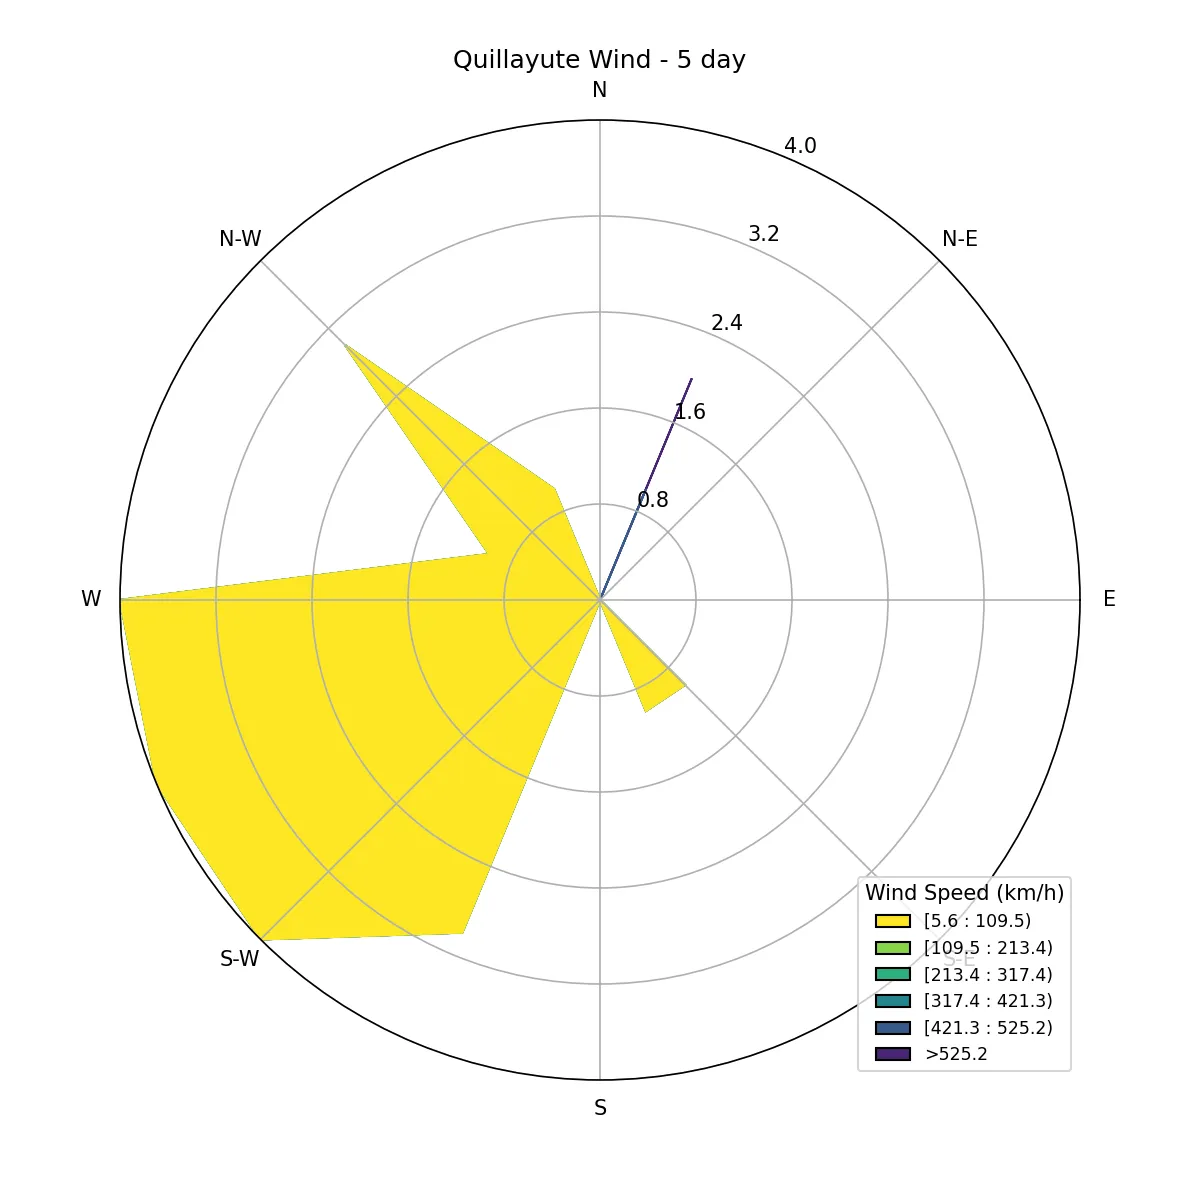 Quillayute Wind - 5 day
N
4.0
N-W
3.2
N-E
2.4
1.6
0.8
W
E
S-W
S-E
S
Wind Speed (km/h)
[5.6 : 109.5)
[109.5 : 213.4)
[213.4 : 317.4)
[317.4 : 421.3)
[421.3 : 525.2)
>525.2